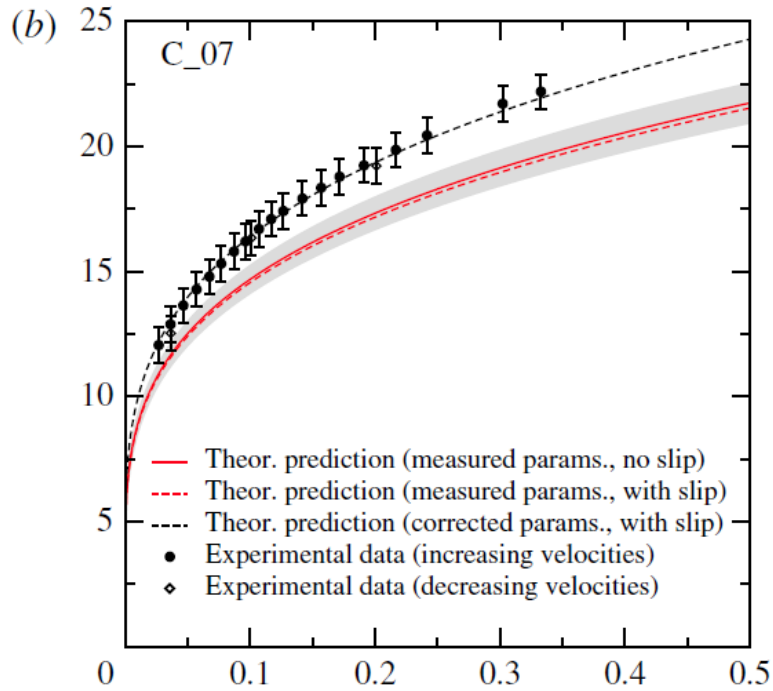 (b)
25
C_07
20
15
10
Theor. prediction (measured params., no slip)
Theor. prediction (measured params., with slip)
5
Theor. prediction (corrected params., with slip)
Experimental data (increasing velocities)
Experimental data (decreasing velocities)
0 0.1 0.2 0.3 0.4 0.5